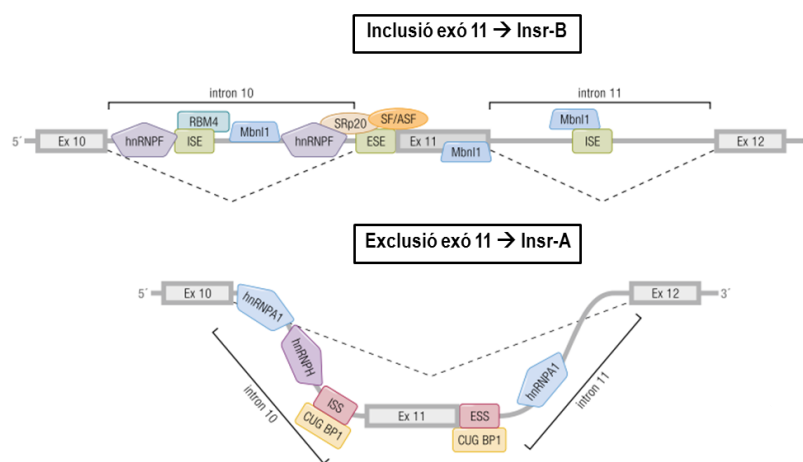 Inclusió exó 11 → Insr-B
intron 10
intron 11
RBM4
SRp20
SF/ASF
Mbnl1
Mbnl1
5´
Ex 10
hnRNPF
ISE
hnRNPF
ESE
Ex 11
Mbnl1
ISE
Ex 12
3´
Exclusió exó 11 → Insr-A
5´
Ex 10
hnRNPA1
Ex 12
3´
hnRNPH
intron 10
ISS
CUG BP1
Ex 11
ESS
CUG BP1
hnRNPA1
intron 11